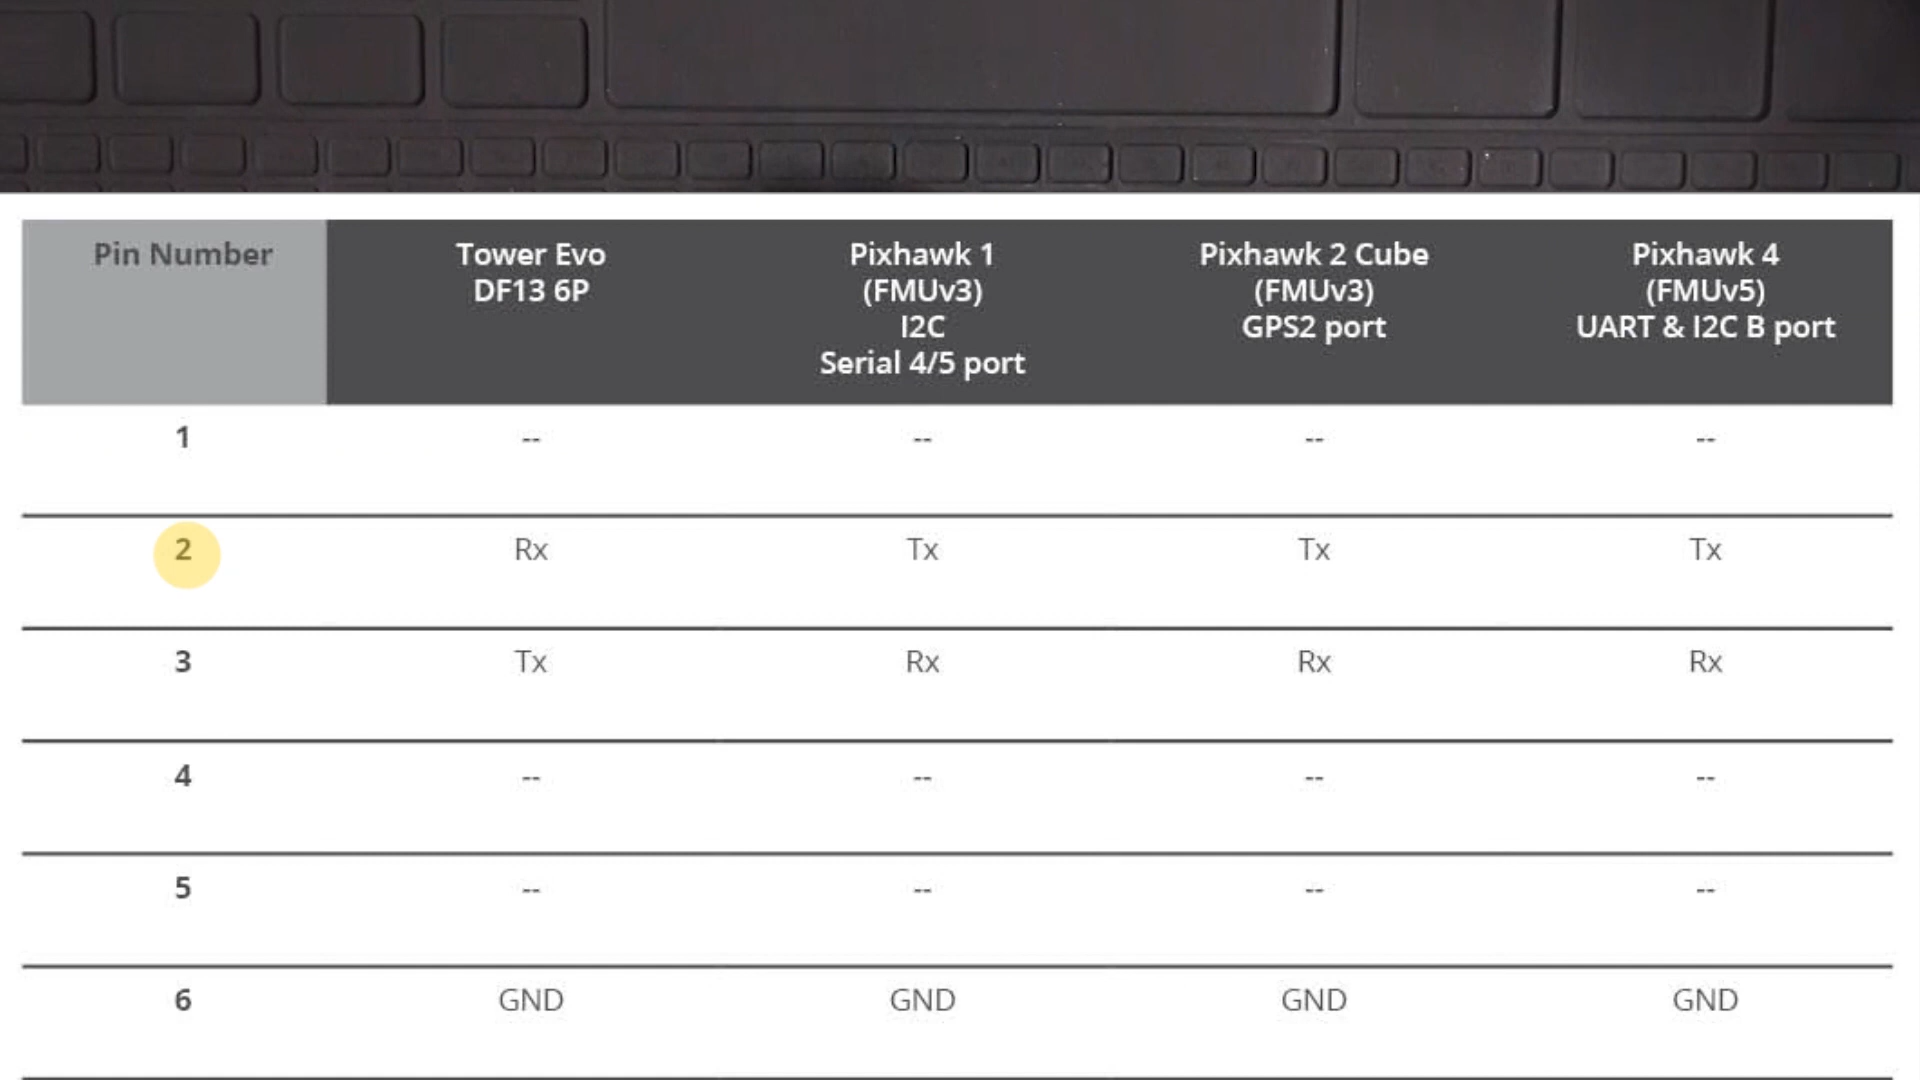 Pin Number
Tower Evo
DF13 6P
Pixhawk 1
(FMUv3)
I2C
Serial 4/5 port
Pixhawk 2 Cube
(FMUv3)
GPS2 port
Pixhawk 4
(FMUv5)
UART & I2C B port
1 -- -- -- --
2 Rx Tx Tx Tx
3 Tx Rx Rx Rx
4 -- -- -- --
5 -- -- -- --
6 GND GND GND GND